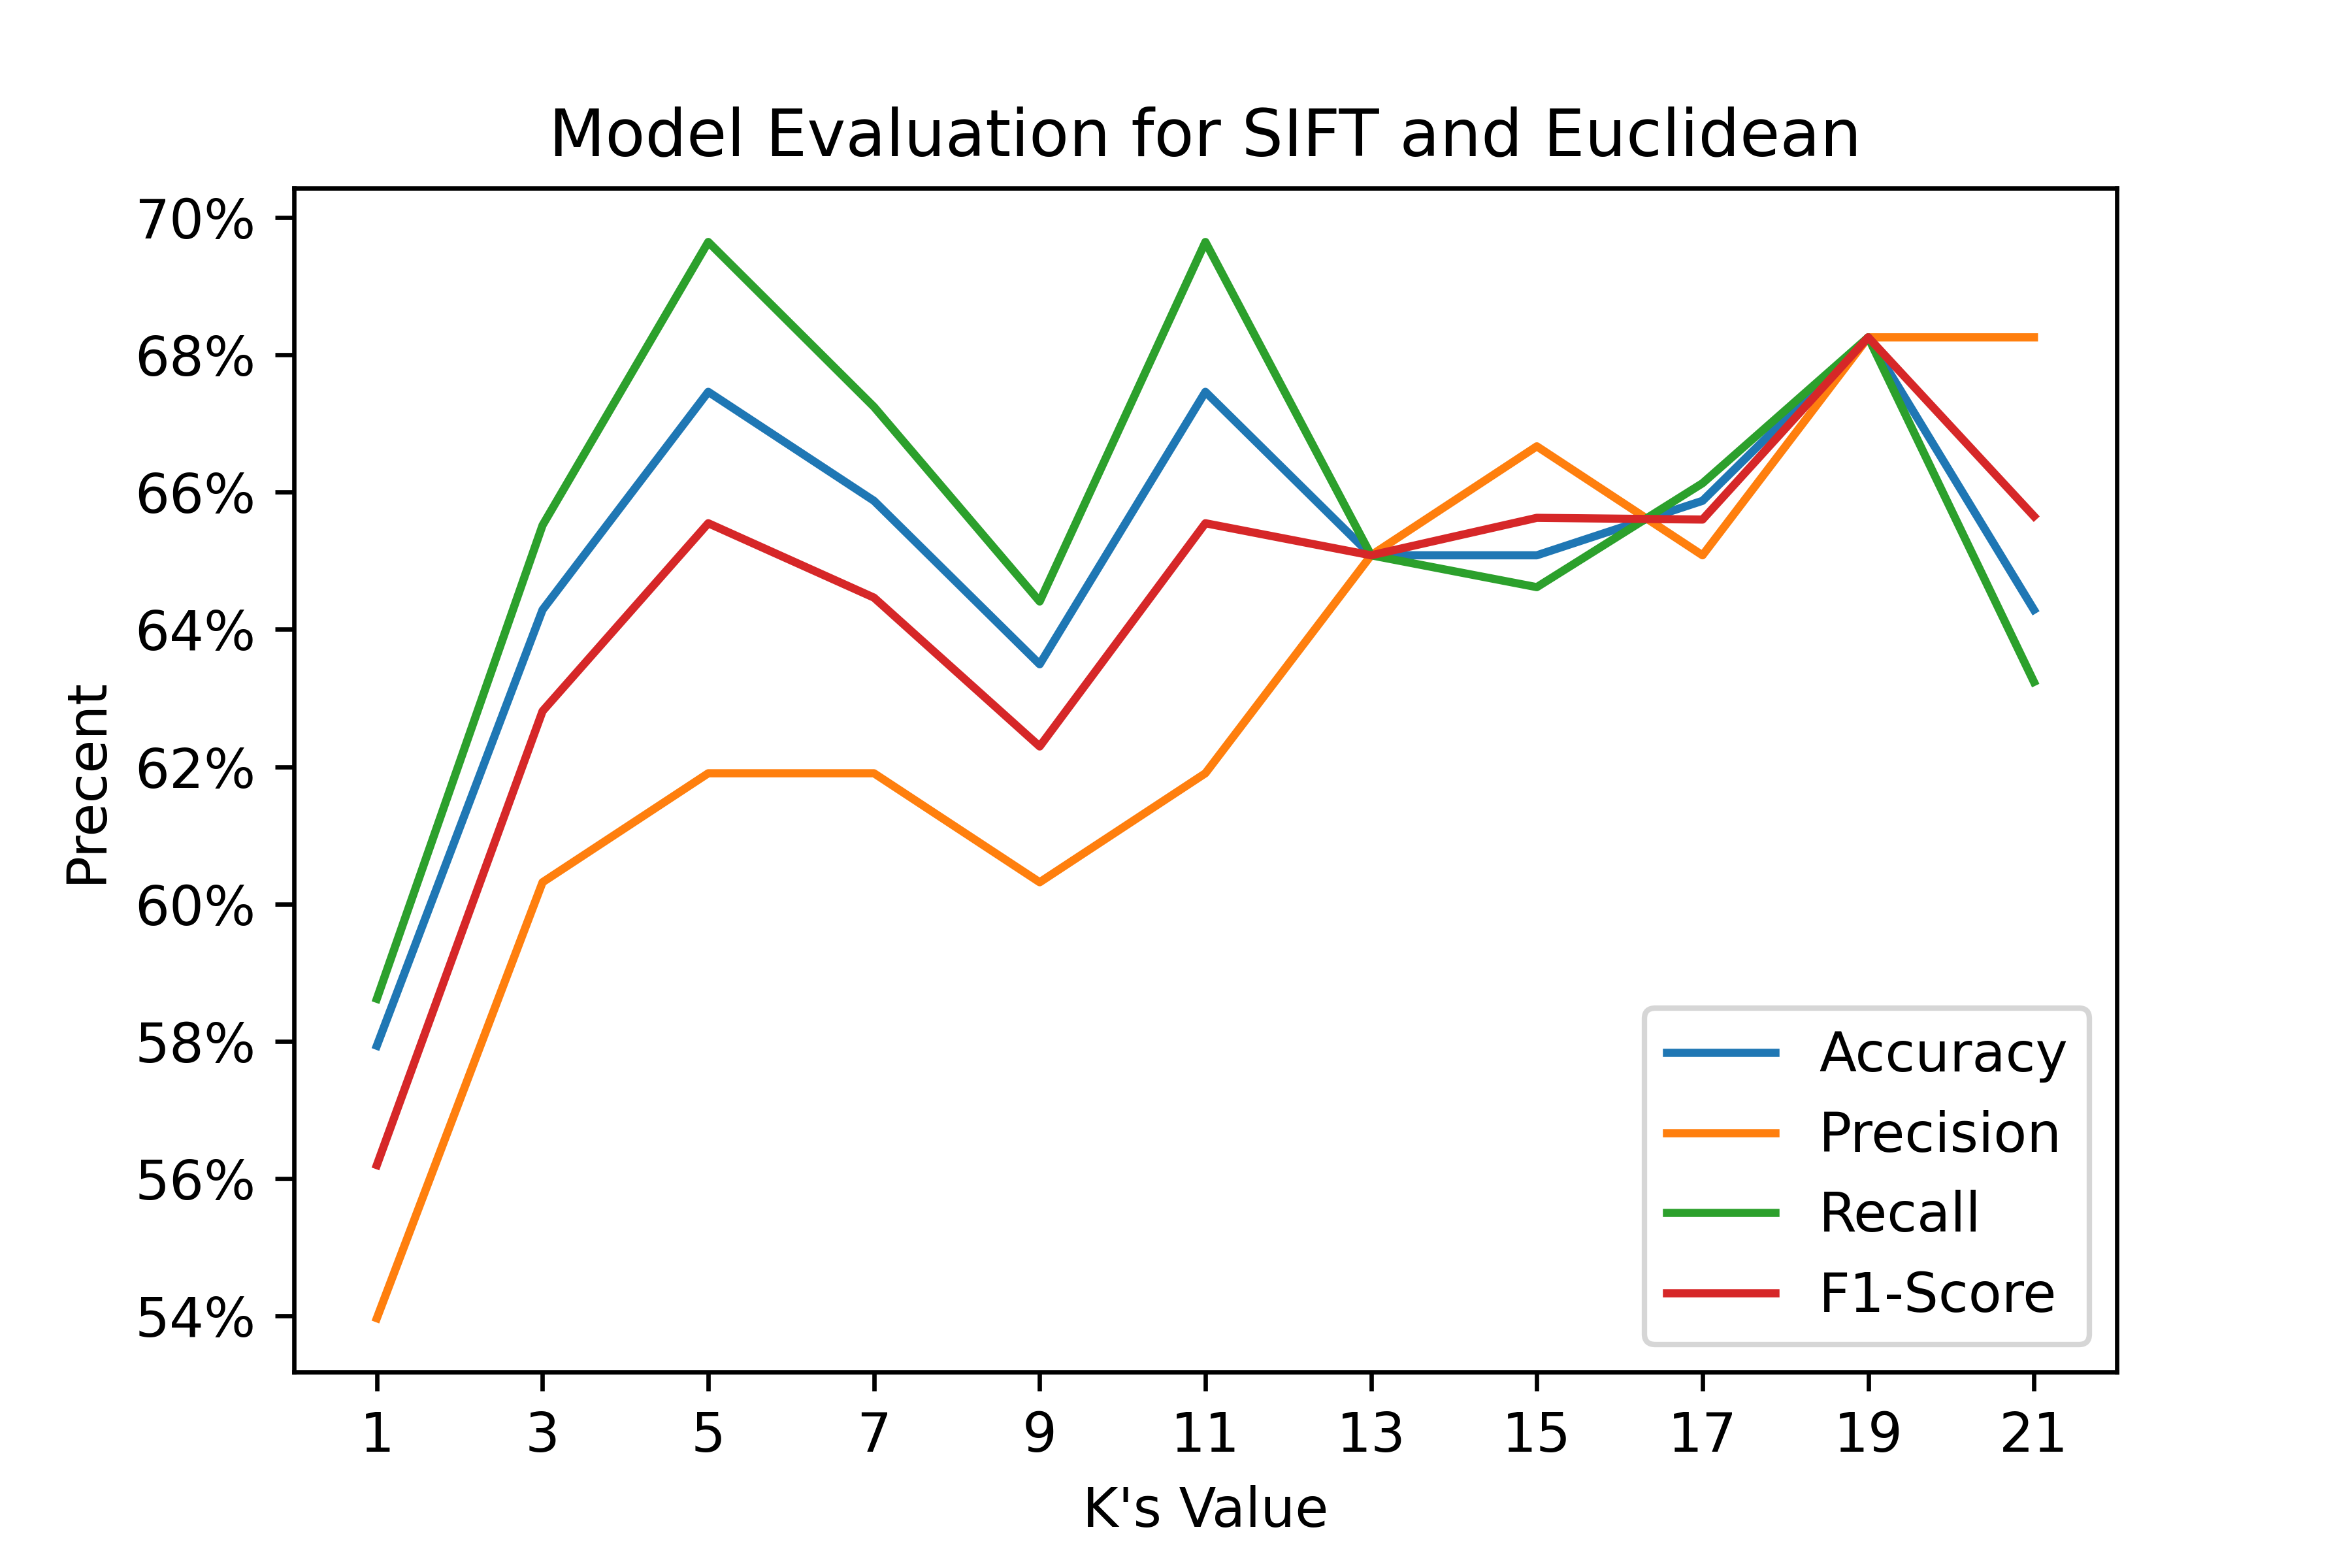 Model Evaluation for SIFT and Euclidean
70%
68%
66%
64%
62%
60%
58%
56%
54%
Precent
Accuracy
Precision
Recall
F1-Score
1 3 5 7 9 11 13 15 17 19 21
K's Value